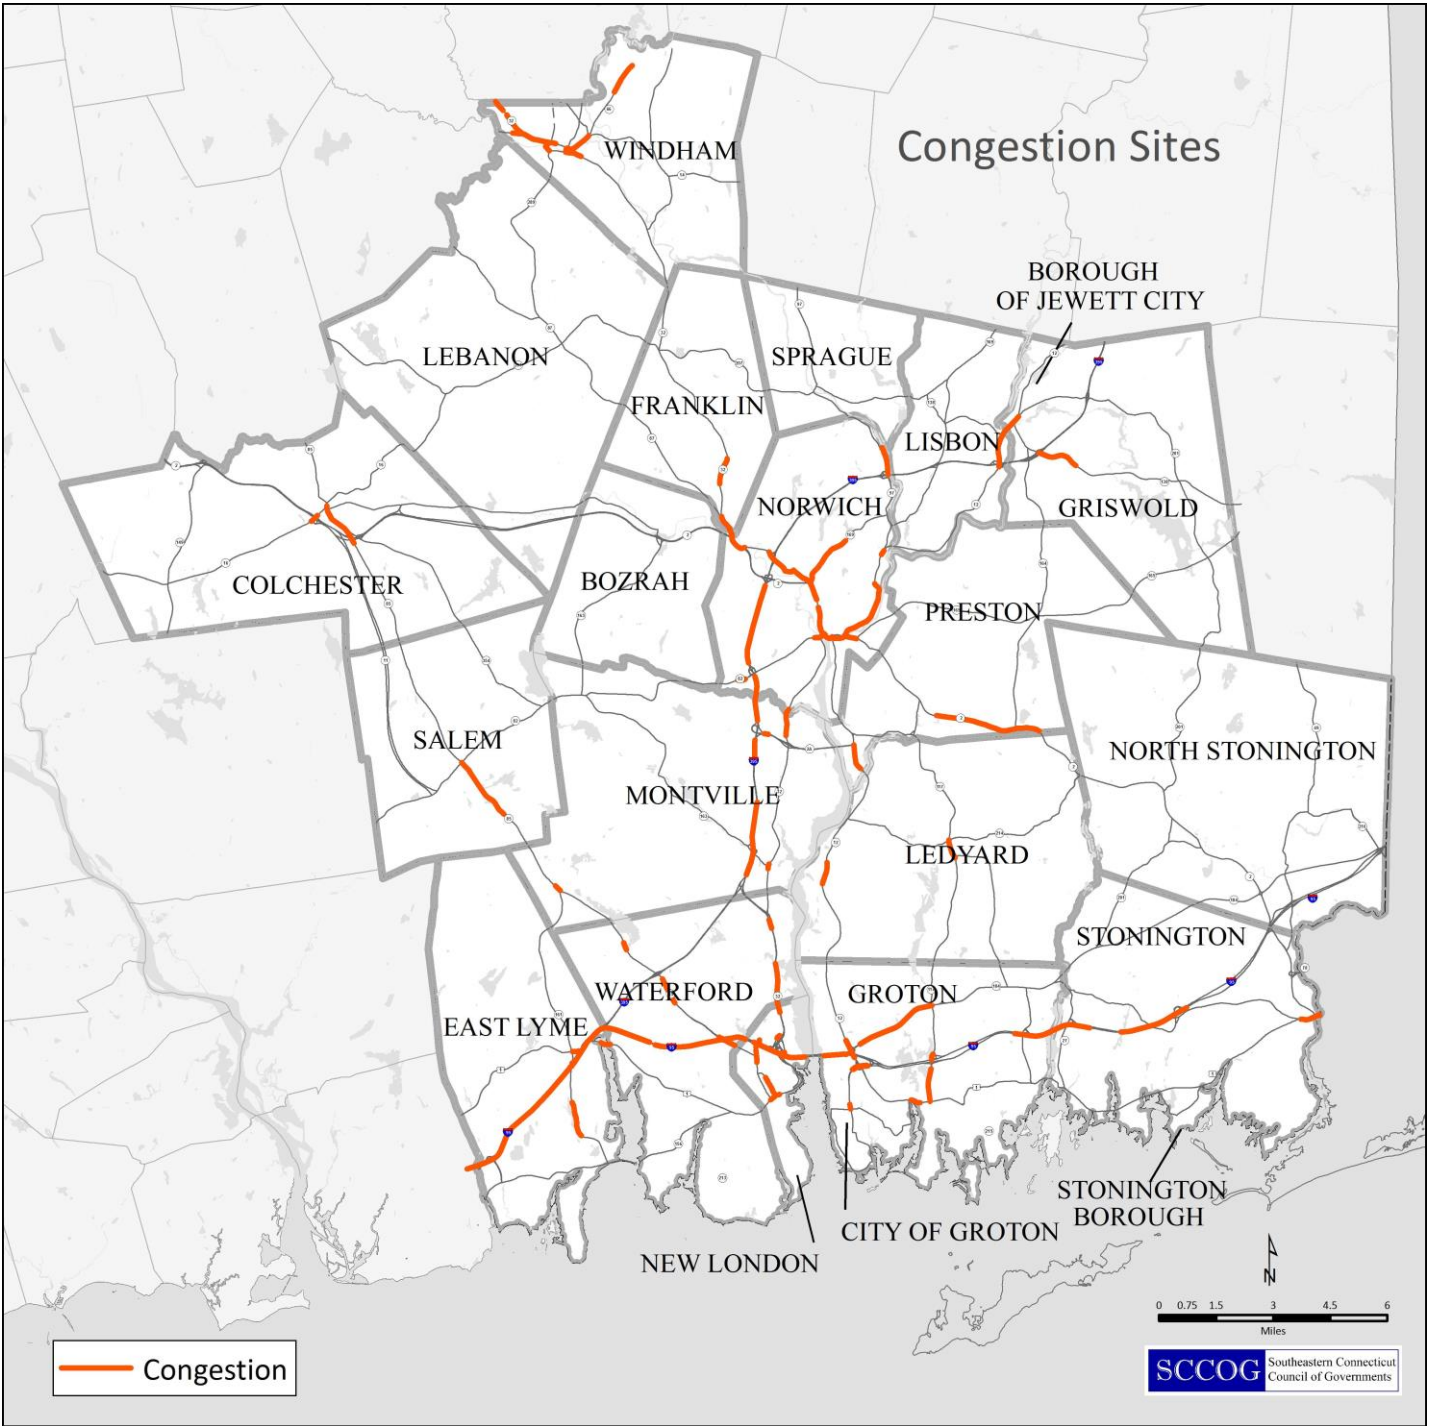 Congestion Sites
WINDHAM
BOROUGH
OF JEWETT CITY
LEBANON
SPRAGUE
FRANKLIN
LISBON
NORWICH
GRISWOLD
COLCHESTER
BOZRAH
PRESTON
SALEM
NORTH STONINGTON
MONTVILLE
LEDYARD
STONINGTON
WATERFORD
GROTON
EAST LYME
STONINGTON
BOROUGH
CITY OF GROTON
NEW LONDON
N
0 0.75 1.5 3 4.5 6
Miles
Congestion
SCCOG
Southeastern Connecticut
Council of Governments